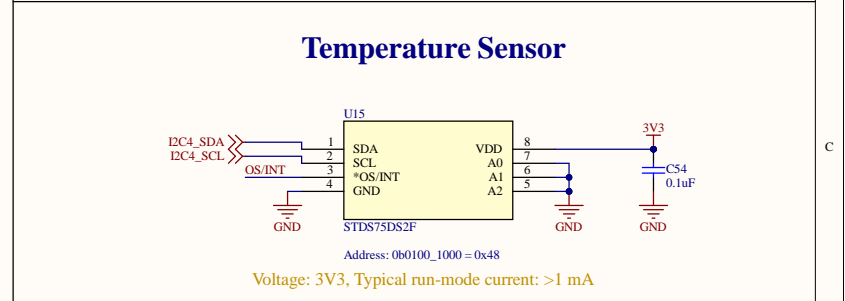 Temperature Sensor
U15
I2C4_SDA 1 SDA VDD 8 3V3
I2C4_SCL 2 SCL A0 7 C54
OS/INT 3 *OS/INT A1 6 0.1uF
4 GND A2 5
GND GND GND
STDS75DS2F
Address: 0b0100_1000 = 0x48
Voltage: 3V3, Typical run-mode current: >1 mA
C